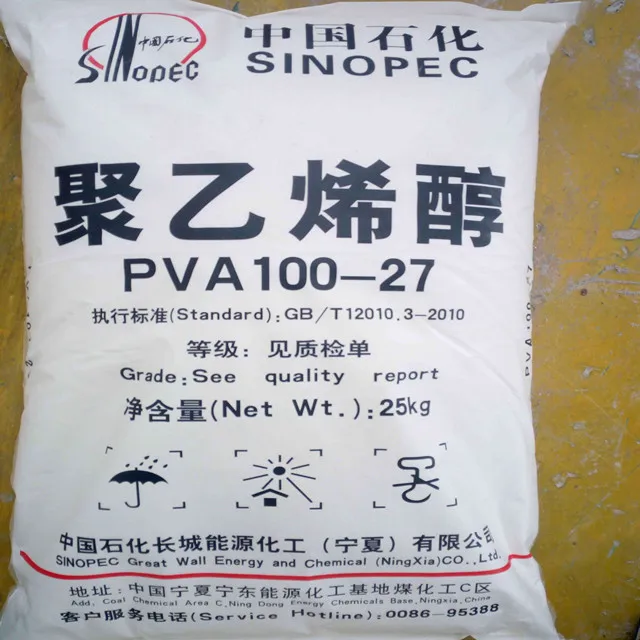 中国石化
SINOPEC
中国石化
SINOPEC
聚乙烯醇
PVA100-27
执行标准(Standard):GB/T12010.3-2010
等级: 见质检单
Grade:See quality report
净含量(Net Wt.):25kg
中国石化长城能源化工(宁夏)有限公司
SINOPEC Great Wall Energy and Chemical (NingXia)CO.,Ltd.
地址: 中国宁夏宁东能源化工基地煤化工C区
Add, Coal Chemical Area C,Ning Dong Energy Chemicals Base,Ningxia,China
客户服务电话(Service Hotline):0086-95388
PVA100-27